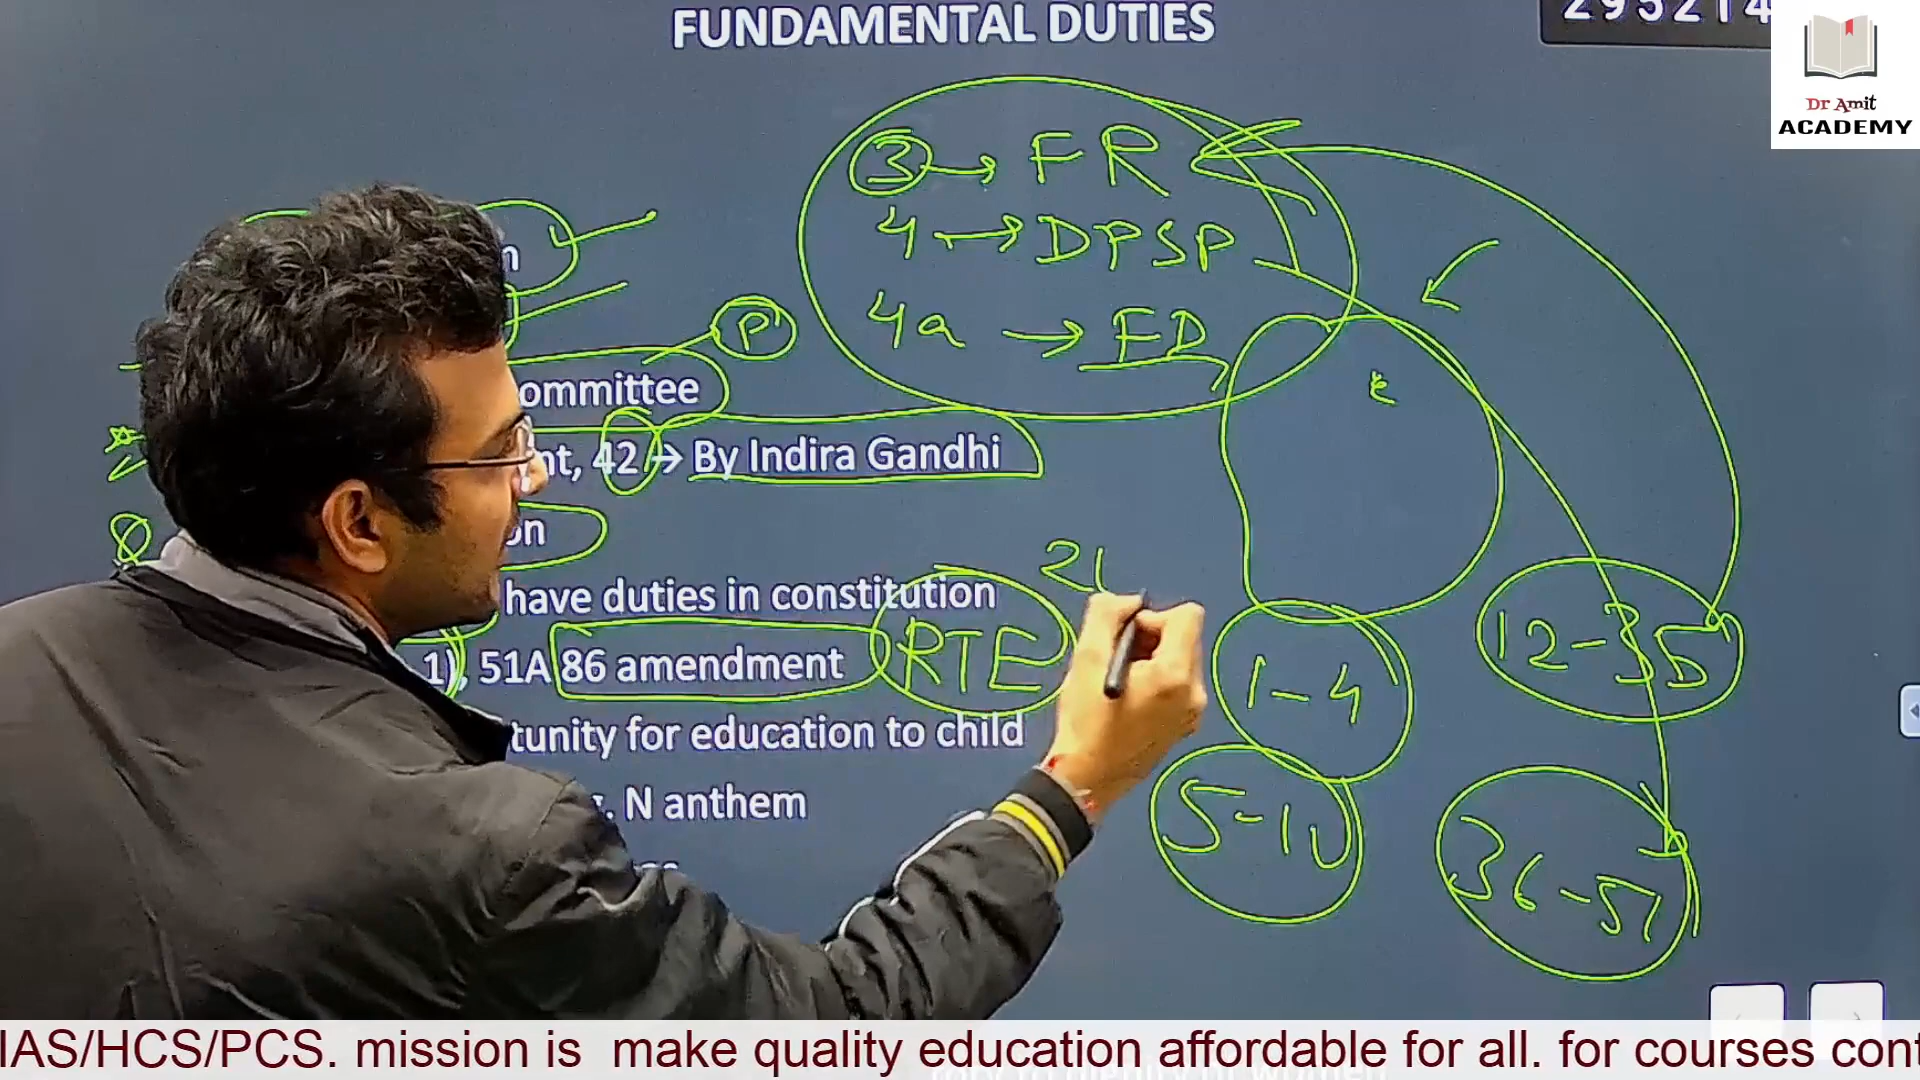 FUNDAMENTAL DUTIES
295214
Dr Amit
ACADEMY
3 → FR
4 → DPSP
4a → FD
P
ommittee
nt, 42 → By Indira Gandhi
on
have duties in constitution
21
1), 51A 86 amendment RTE
1-4
12-35
tunity for education to child
N anthem
5-11
36-51
IAS/HCS/PCS. mission is make quality education affordable for all. for courses cont